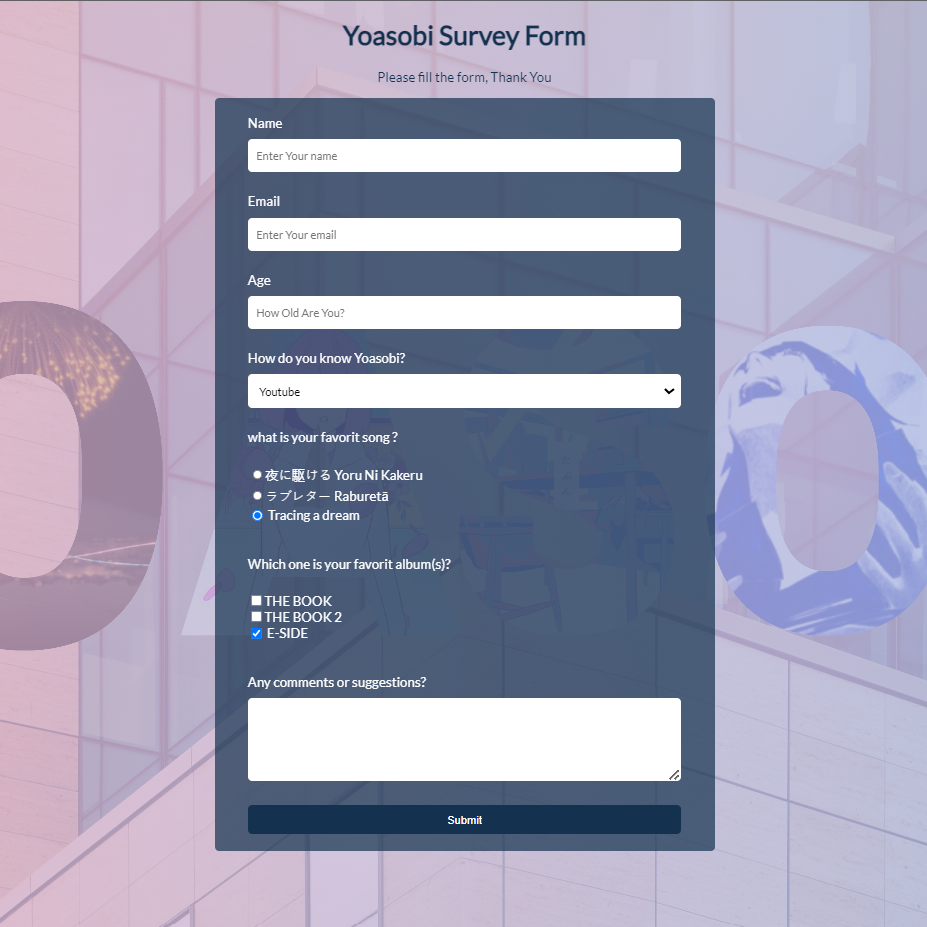 Yoasobi Survey Form
Please fill the form, Thank You
Name
Enter Your name
Email
Enter Your email
Age
How Old Are You?
How do you know Yoasobi?
Youtube
what is your favorit song ?
夜に駆ける Yoru Ni Kakeru
ラブレター Raburetā
Tracing a dream
Which one is your favorit album(s)?
THE BOOK
THE BOOK 2
E-SIDE
Any comments or suggestions?
Submit